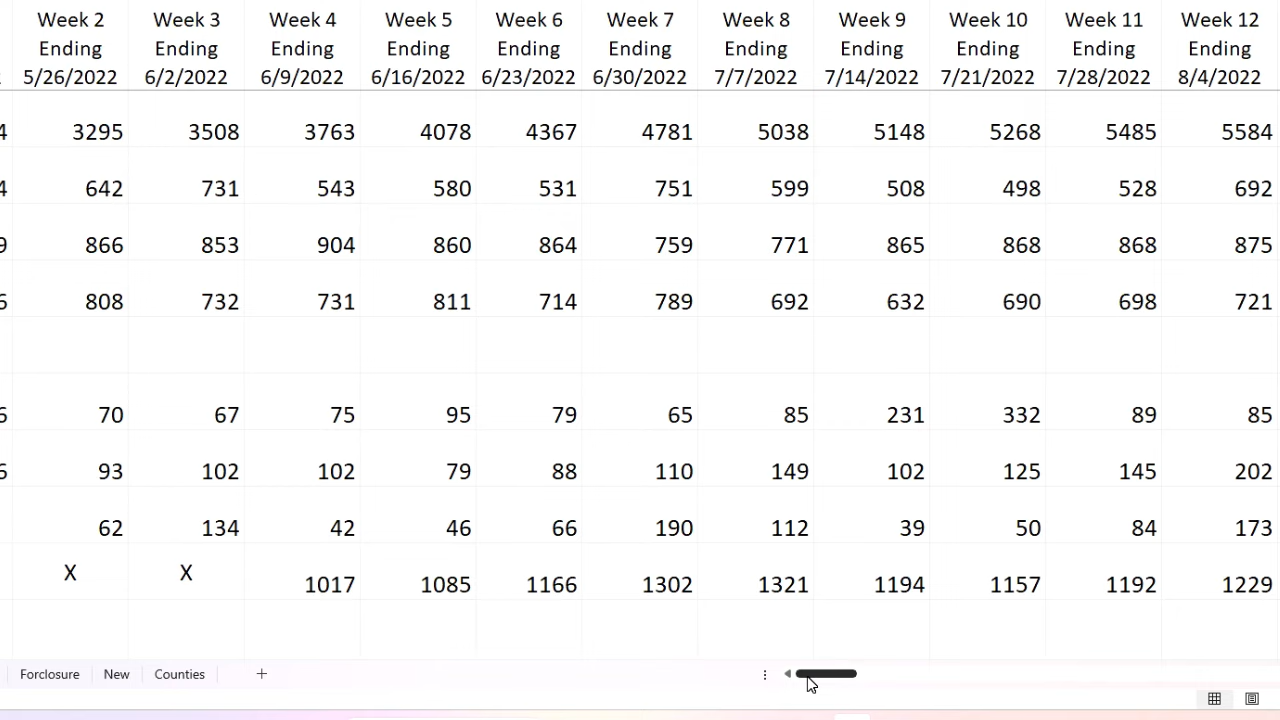 Week 2 Week 3 Week 4 Week 5 Week 6 Week 7 Week 8 Week 9 Week 10 Week 11 Week 12
Ending Ending Ending Ending Ending Ending Ending Ending Ending Ending Ending
5/26/2022 6/2/2022 6/9/2022 6/16/2022 6/23/2022 6/30/2022 7/7/2022 7/14/2022 7/21/2022 7/28/2022 8/4/2022
4 3295 3508 3763 4078 4367 4781 5038 5148 5268 5485 5584
4 642 731 543 580 531 751 599 508 498 528 692
9 866 853 904 860 864 759 771 865 868 868 875
6 808 732 731 811 714 789 692 632 690 698 721
6 70 67 75 95 79 65 85 231 332 89 85
6 93 102 102 79 88 110 149 102 125 145 202
62 134 42 46 66 190 112 39 50 84 173
X X 1017 1085 1166 1302 1321 1194 1157 1192 1229
Forclosure New Counties +